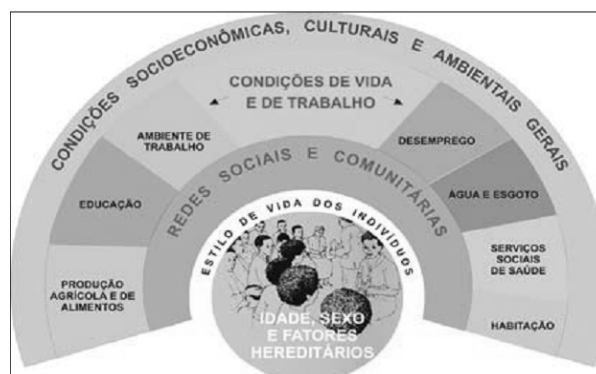 CONDIÇÕES SOCIOECONÔMICAS, CULTURAIS E AMBIENTAIS GERAIS
CONDIÇÕES DE VIDA
E DE TRABALHO
AMBIENTE DE
TRABALHO
DESEMPREGO
REDES SOCIAIS E COMUNITÁRIAS
EDUCAÇÃO
ÁGUA E ESGOTO
ESTILO DE VIDA DOS INDIVÍDUOS
PRODUÇÃO
AGRÍCOLA E DE
ALIMENTOS
SERVIÇOS
SOCIAIS
DE SAÚDE
HABITAÇÃO
IDADE, SEXO
E FATORES
HEREDITÁRIOS